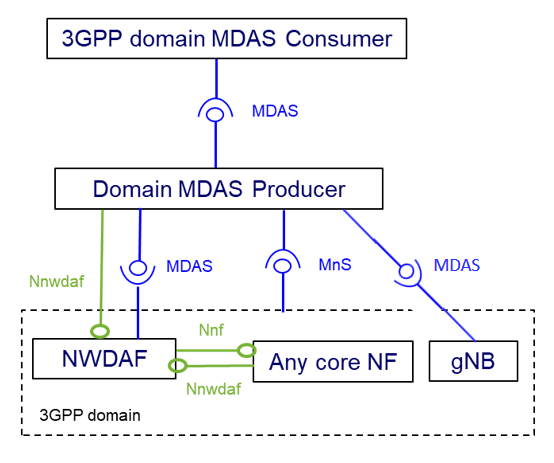 3GPP domain MDAS Consumer
MDAS
Domain MDAS Producer
Nnwdaf
MDAS
MnS
MDAS
Nnf
NWDAF
Any core NF
gNB
Nnwdaf
3GPP domain